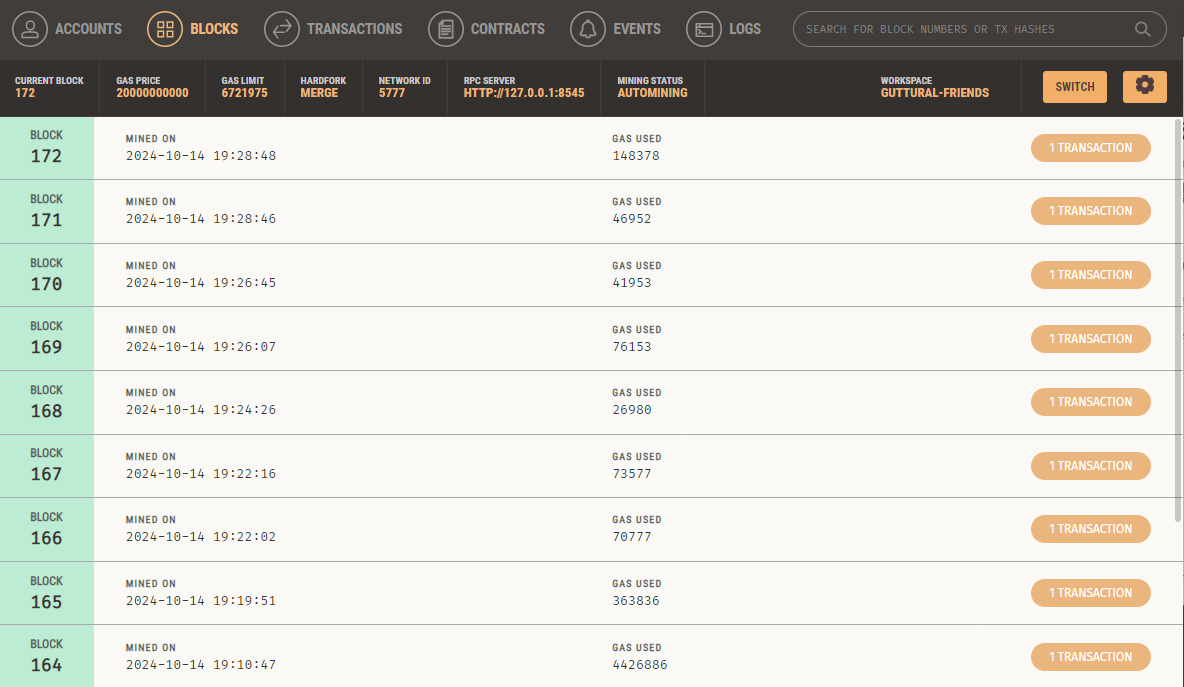 ACCOUNTS BLOCKS TRANSACTIONS CONTRACTS EVENTS LOGS SEARCH FOR BLOCK NUMBERS OR TX HASHES
CURRENT BLOCK GAS PRICE GAS LIMIT HARDFORK NETWORK ID RPC SERVER MINING STATUS WORKSPACE
172 20000000000 6721975 MERGE 5777 HTTP://127.0.0.1:8545 AUTOMINING GUTTURAL-FRIENDS SWITCH
BLOCK MINED ON GAS USED
172 2024-10-14 19:28:48 148378 1 TRANSACTION
BLOCK MINED ON GAS USED
171 2024-10-14 19:28:46 46952 1 TRANSACTION
BLOCK MINED ON GAS USED
170 2024-10-14 19:26:45 41953 1 TRANSACTION
BLOCK MINED ON GAS USED
169 2024-10-14 19:26:07 76153 1 TRANSACTION
BLOCK MINED ON GAS USED
168 2024-10-14 19:24:26 26980 1 TRANSACTION
BLOCK MINED ON GAS USED
167 2024-10-14 19:22:16 73577 1 TRANSACTION
BLOCK MINED ON GAS USED
166 2024-10-14 19:22:02 70777 1 TRANSACTION
BLOCK MINED ON GAS USED
165 2024-10-14 19:19:51 363836 1 TRANSACTION
BLOCK MINED ON GAS USED
164 2024-10-14 19:10:47 4426886 1 TRANSACTION